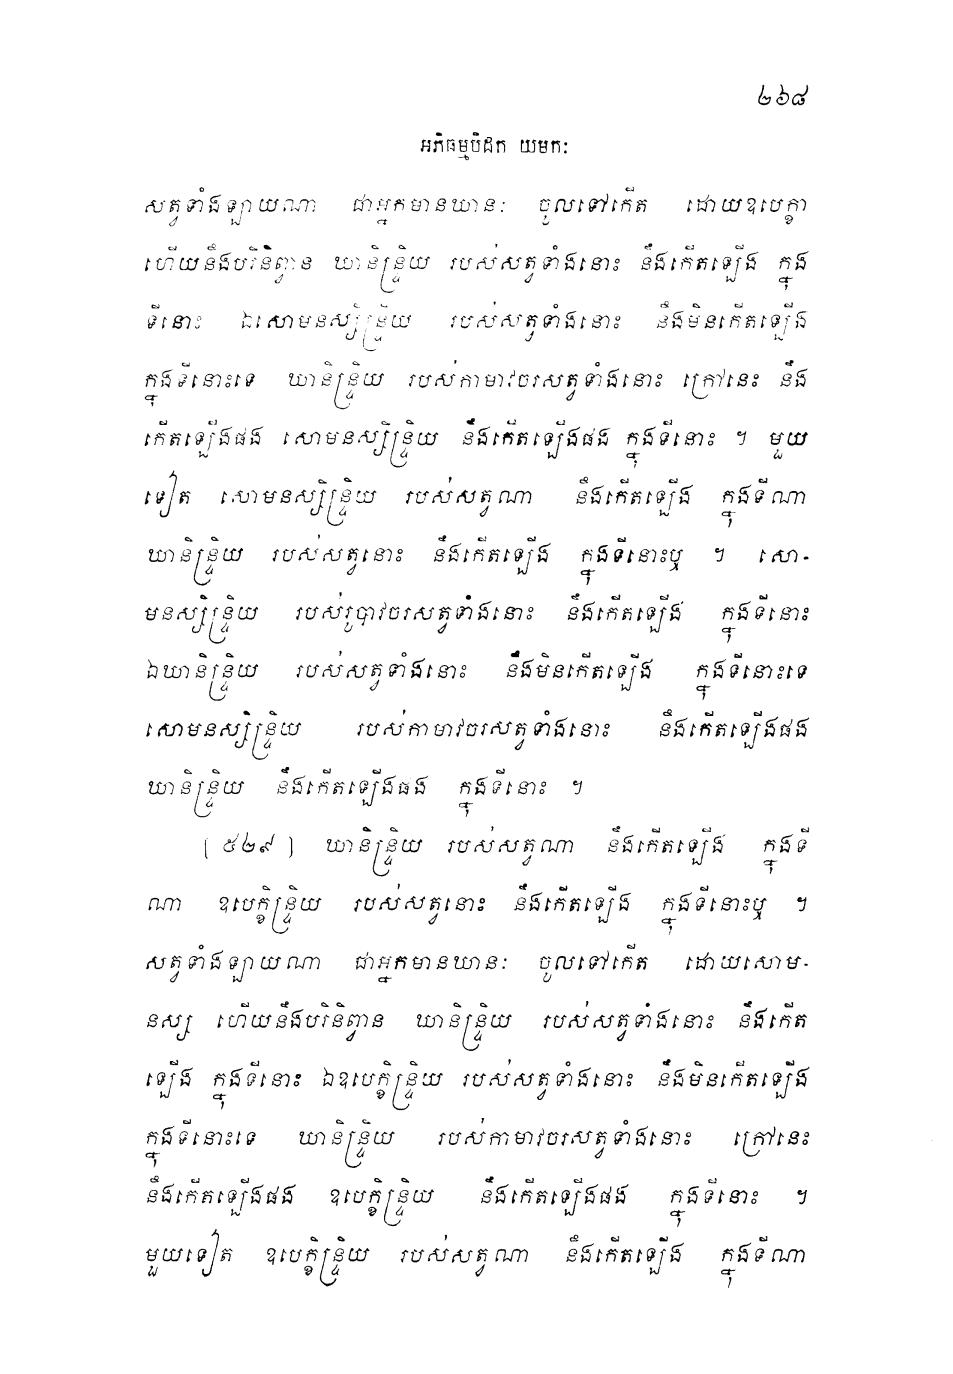 ២៦៨
អភិធម្មបិដក យមកៈ
សត្វទាំងឡាយណា ជាអ្នកមានឃានៈ ចូលទៅកើត ដោយឧបេក្ខា
ហើយនឹងបរិនិព្វាន ឃានិន្ទ្រិយ របស់សត្វទាំងនោះ នឹងកើតឡើង ក្នុង
ទីនោះ ឯសោមនស្សិន្ទ្រិយ របស់សត្វទាំងនោះ នឹងមិនកើតឡើង
ក្នុងទីនោះទេ ឃានិន្ទ្រិយ របស់កាមាវចរសត្វទាំងនោះ ក្រៅនេះ នឹង
កើតឡើងផង សោមនស្សិន្ទ្រិយ នឹងកើតឡើងផង ក្នុងទីនោះ ។ មួយ
ទៀត សោមនស្សិន្ទ្រិយ របស់សត្វណា នឹងកើតឡើង ក្នុងទីណា
ឃានិន្ទ្រិយ របស់សត្វនោះ នឹងកើតឡើង ក្នុងទីនោះឬ ។ សោ-
មនស្សិន្ទ្រិយ របស់រូបាវចរសត្វទាំងនោះ នឹងកើតឡើង ក្នុងទីនោះ
ឯឃានិន្ទ្រិយ របស់សត្វទាំងនោះ នឹងមិនកើតឡើង ក្នុងទីនោះទេ
សោមនស្សិន្ទ្រិយ របស់កាមាវចរសត្វទាំងនោះ នឹងកើតឡើងផង
ឃានិន្ទ្រិយ នឹងកើតឡើងផង ក្នុងទីនោះ ។
[ ៥២៩ ] ឃានិន្ទ្រិយ របស់សត្វណា នឹងកើតឡើង ក្នុងទី
ណា ឧបេក្ខិន្ទ្រិយ របស់សត្វនោះ នឹងកើតឡើង ក្នុងទីនោះឬ ។
សត្វទាំងឡាយណា ជាអ្នកមានឃានៈ ចូលទៅកើត ដោយសោម-
នស្ស ហើយនឹងបរិនិព្វាន ឃានិន្ទ្រិយ របស់សត្វទាំងនោះ នឹងកើត
ឡើង ក្នុងទីនោះ ឯឧបេក្ខិន្ទ្រិយ របស់សត្វទាំងនោះ នឹងមិនកើតឡើង
ក្នុងទីនោះទេ ឃានិន្ទ្រិយ របស់កាមាវចរសត្វទាំងនោះ ក្រៅនេះ
នឹងកើតឡើងផង ឧបេក្ខិន្ទ្រិយ នឹងកើតឡើងផង ក្នុងទីនោះ ។
មួយទៀត ឧបេក្ខិន្ទ្រិយ របស់សត្វណា នឹងកើតឡើង ក្នុងទីណា